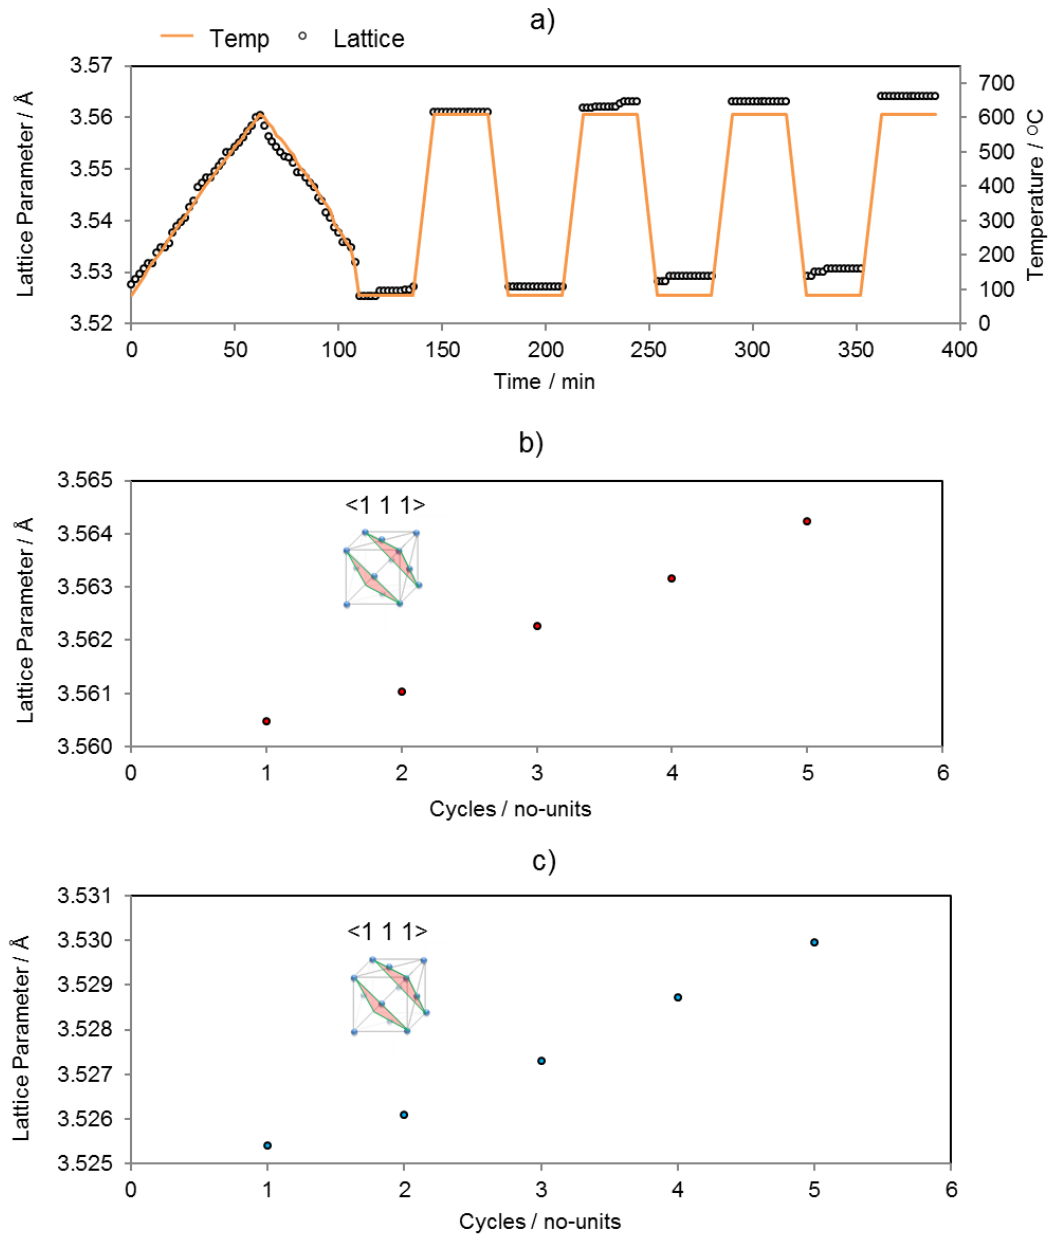 a)
Temp Lattice
Lattice Parameter / Å
3.57
3.56
3.55
3.54
3.53
3.52
700
600
500
400
300
200
100
0
Temperature / °C
0 50 100 150 200 250 300 350 400
Time / min
b)
Lattice Parameter / Å
3.565
3.564
3.563
3.562
3.561
3.560
<1 1 1>
0 1 2 3 4 5 6
Cycles / no-units
c)
Lattice Parameter / Å
3.531
3.530
3.529
3.528
3.527
3.526
3.525
<1 1 1>
0 1 2 3 4 5 6
Cycles / no-units